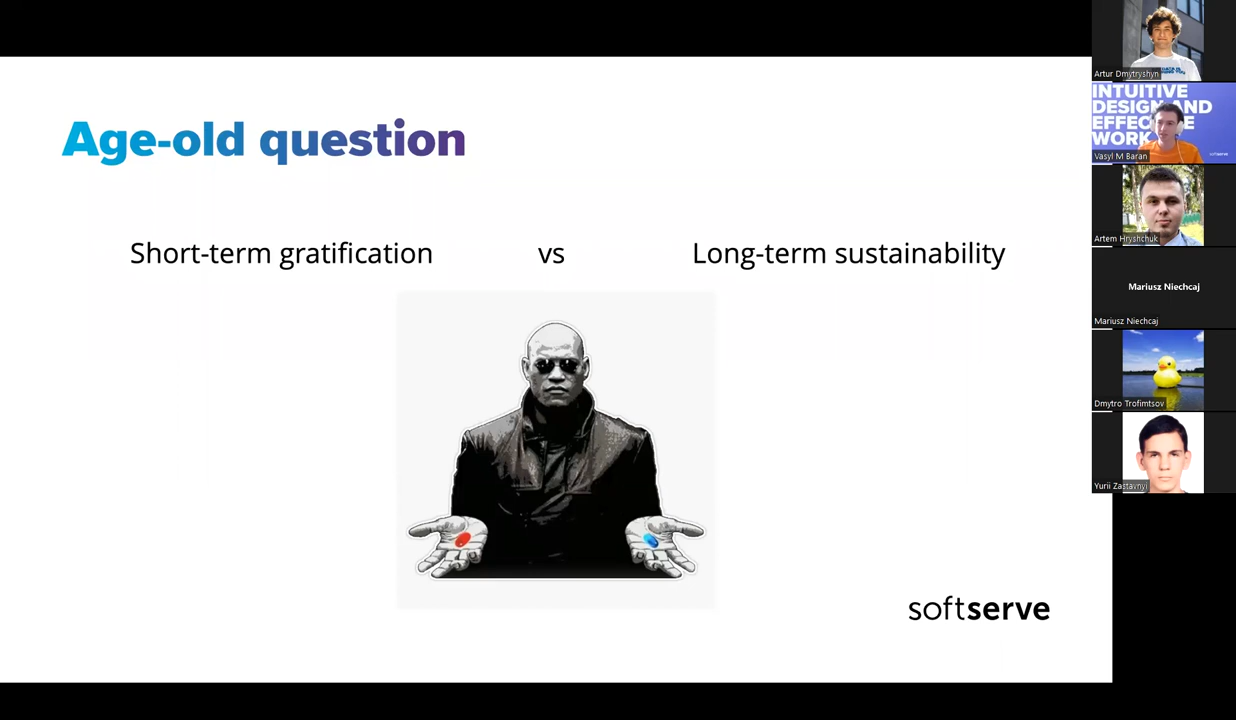 Age-old question
Short-term gratification vs Long-term sustainability
softserve
Artur Dmytryshyn
INTUITIVE
DESIGN AND
WORK
softserve
Vasyl M Baran
Artem Hryshchuk
Mariusz Niechcaj
Mariusz Niechcaj
Dmytro Trofimtsov
Yurii Zastavnyi